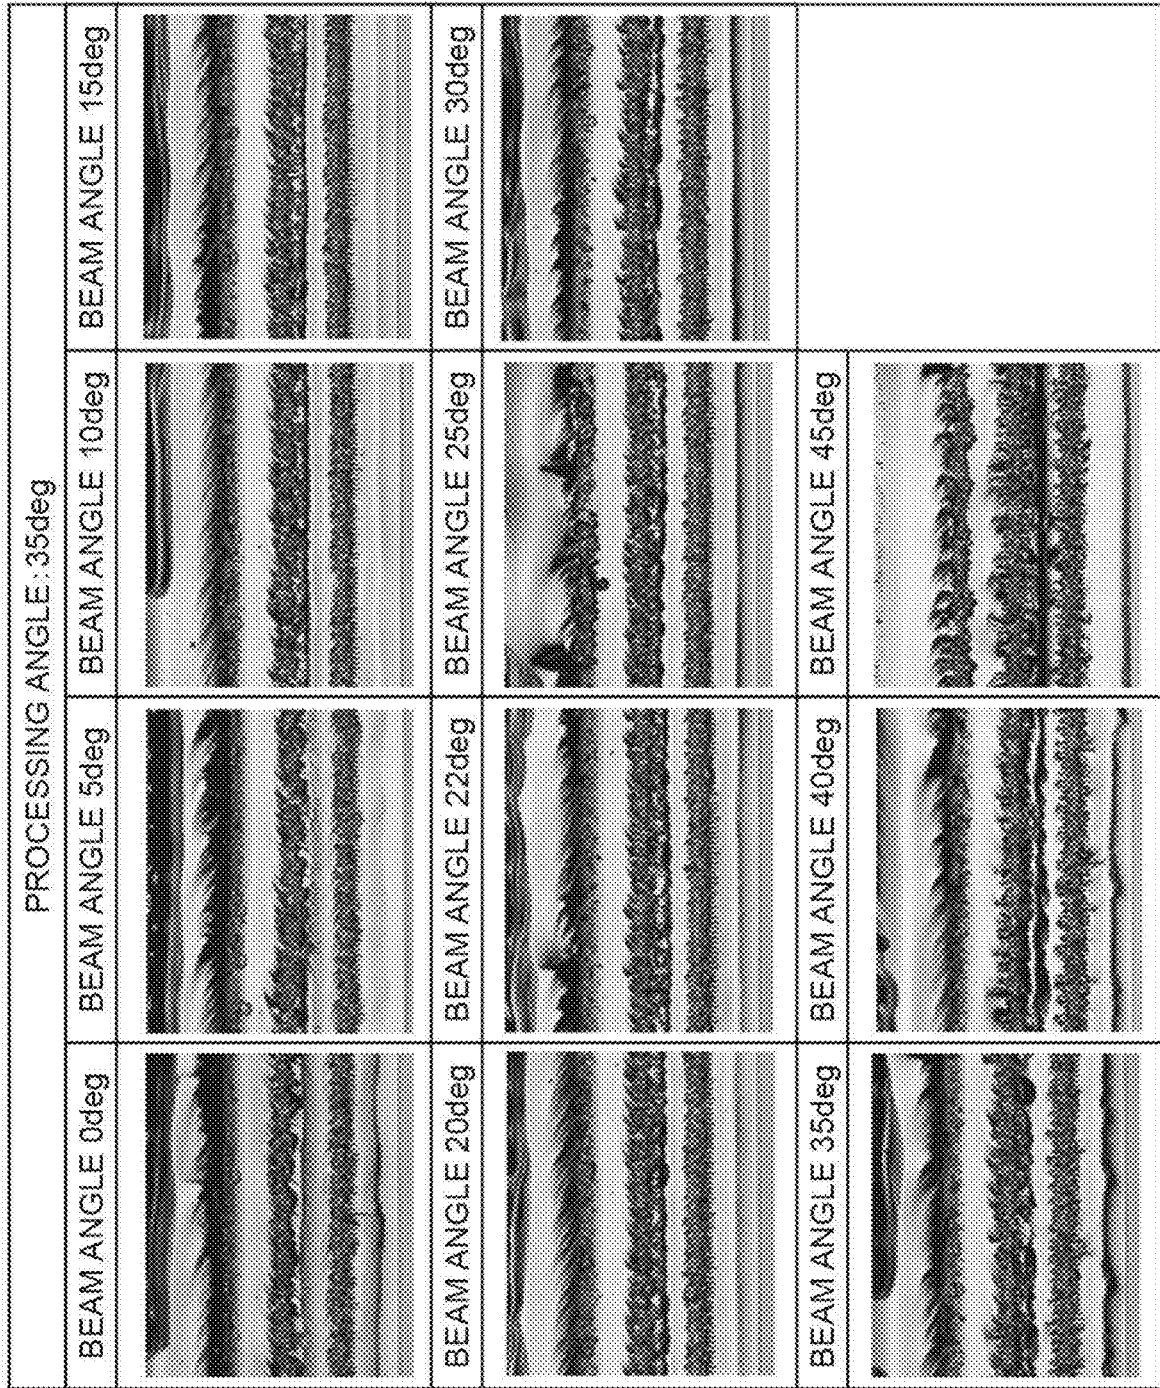 PROCESSING ANGLE:35deg
BEAM ANGLE 0deg
BEAM ANGLE 5deg
BEAM ANGLE 10deg
BEAM ANGLE 15deg
BEAM ANGLE 20deg
BEAM ANGLE 22deg
BEAM ANGLE 25deg
BEAM ANGLE 30deg
BEAM ANGLE 35deg
BEAM ANGLE 40deg
BEAM ANGLE 45deg